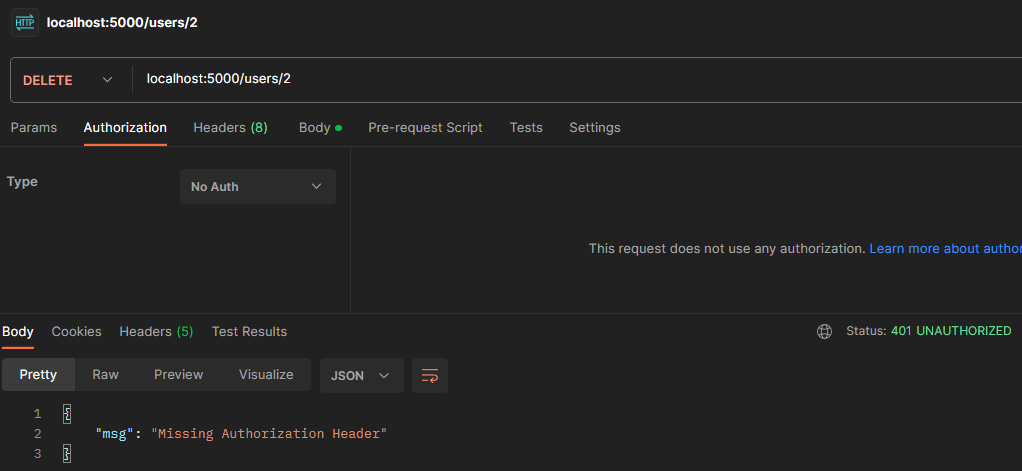 HTTP localhost:5000/users/2
DELETE localhost:5000/users/2
Params Authorization Headers (8) Body Pre-request Script Tests Settings
Type No Auth
This request does not use any authorization. Learn more about author
Body Cookies Headers (5) Test Results Status: 401 UNAUTHORIZED
Pretty Raw Preview Visualize JSON
1 {
2 "msg": "Missing Authorization Header"
3 }